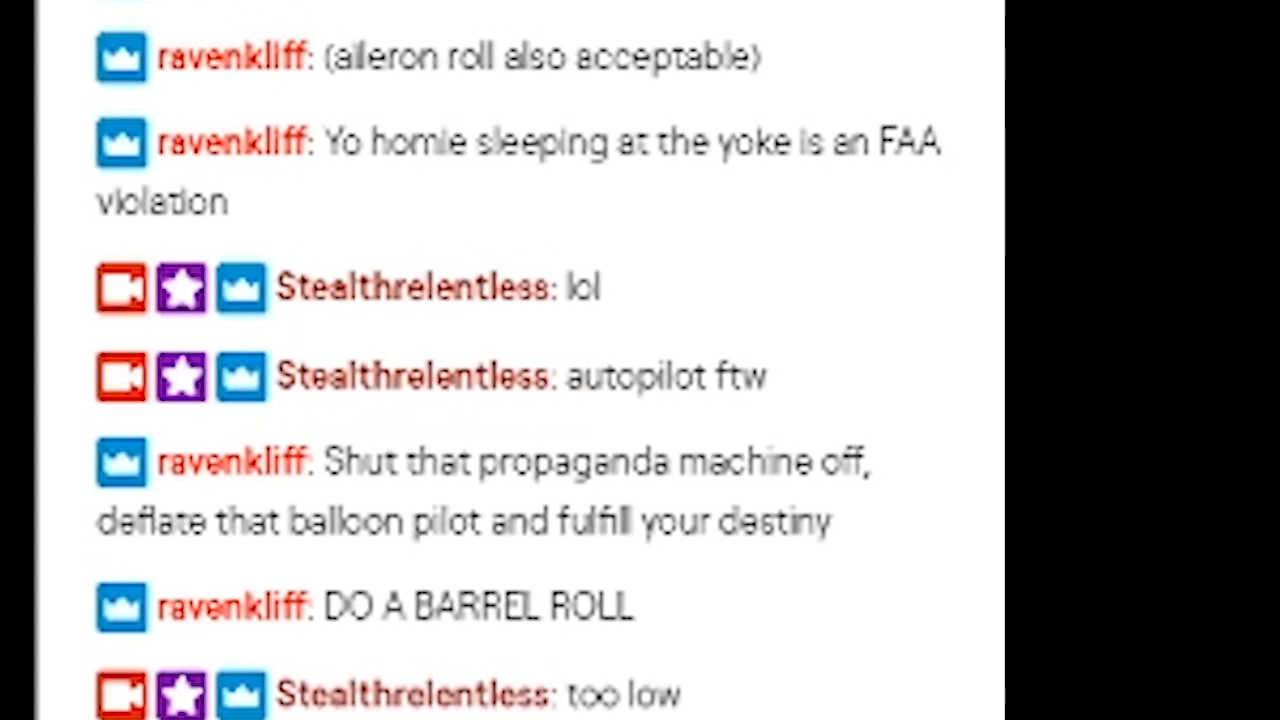 ravenkliff: (aileron roll also acceptable)
ravenkliff: Yo homie sleeping at the yoke is an FAA
violation
Stealthrelentless: lol
Stealthrelentless: autopilot ftw
ravenkliff: Shut that propaganda machine off,
deflate that balloon pilot and fulfill your destiny
ravenkliff: DO A BARREL ROLL
Stealthrelentless: too low